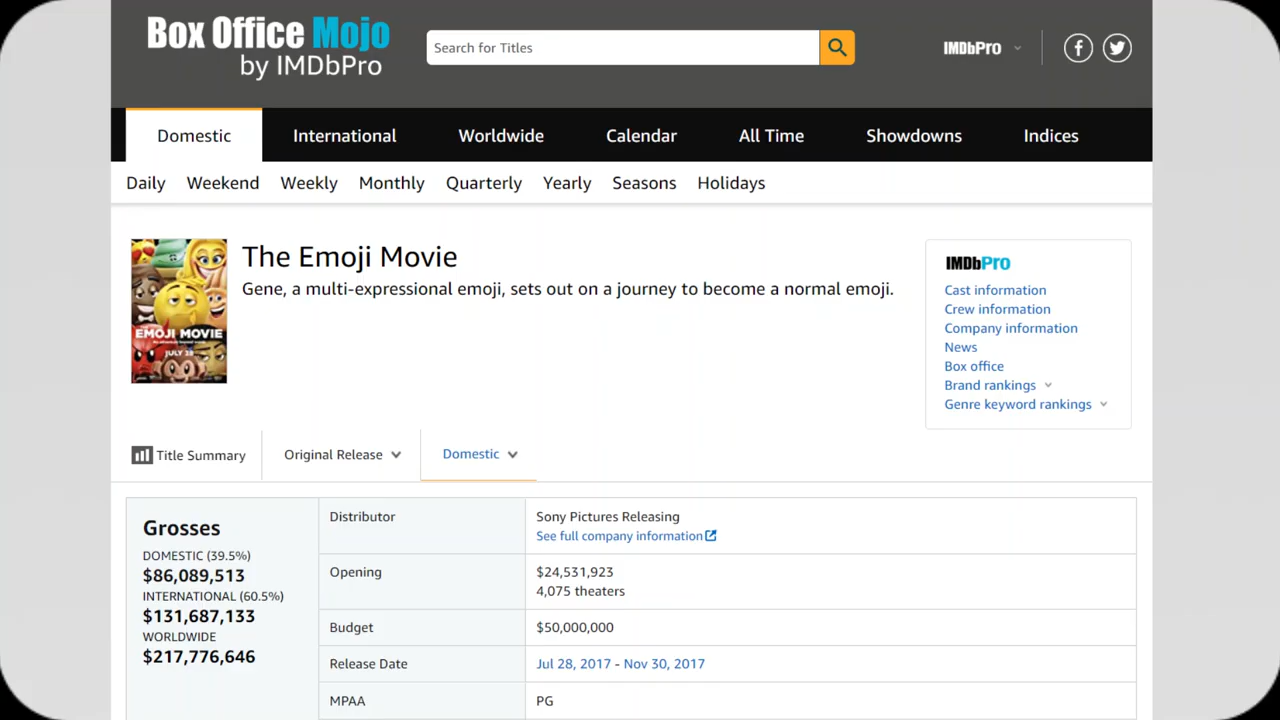 Box Office Mojo
by IMDbPro
Search for Titles
IMDbPro
Domestic
International
Worldwide
Calendar
All Time
Showdowns
Indices
Daily
Weekend
Weekly
Monthly
Quarterly
Yearly
Seasons
Holidays
EMOJI MOVIE
JULY 28
The Emoji Movie
Gene, a multi-expressional emoji, sets out on a journey to become a normal emoji.
IMDbPro
Cast information
Crew information
Company information
News
Box office
Brand rankings
Genre keyword rankings
Title Summary
Original Release
Domestic
Grosses
DOMESTIC (39.5%)
$86,089,513
INTERNATIONAL (60.5%)
$131,687,133
WORLDWIDE
$217,776,646
Distributor
Sony Pictures Releasing
See full company information
Opening
$24,531,923
4,075 theaters
Budget
$50,000,000
Release Date
Jul 28, 2017 - Nov 30, 2017
MPAA
PG